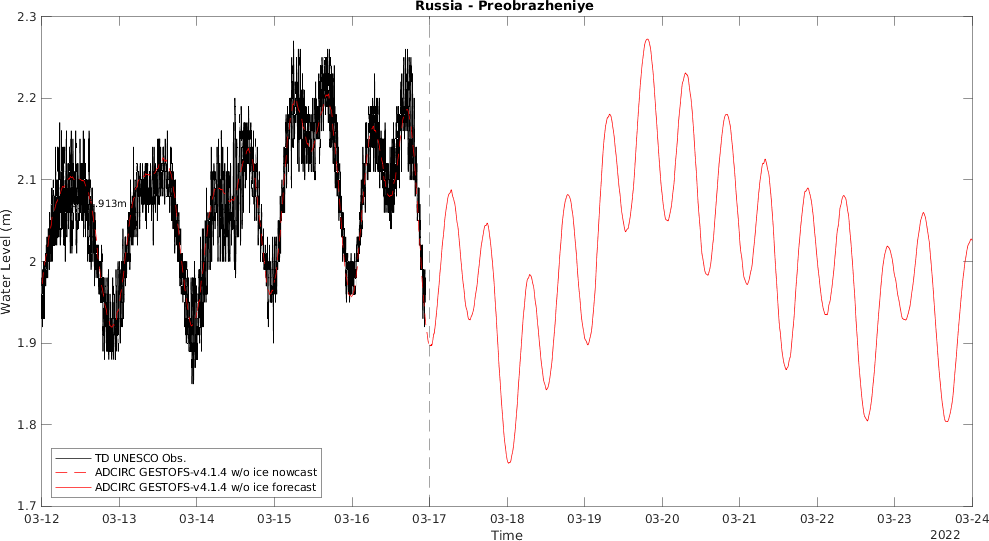 Russia - Preobrazheniye
2.3
2.2
2.1
2
1.9
1.8
1.7
Water Level (m)
.913m
TD UNESCO Obs.
ADCIRC GESTOFS-v4.1.4 w/o ice nowcast
ADCIRC GESTOFS-v4.1.4 w/o ice forecast
03-12 03-13 03-14 03-15 03-16 03-17 03-18 03-19 03-20 03-21 03-22 03-23 03-24
Time
2022